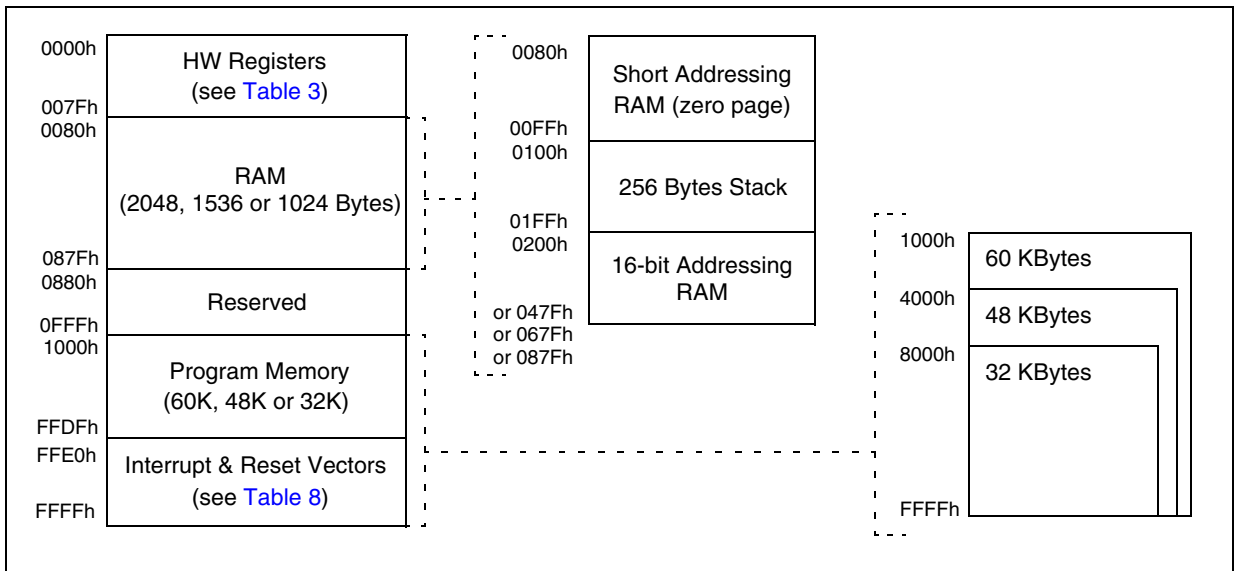 0000h
HW Registers
(see Table 3)
007Fh
0080h
RAM
(2048, 1536 or 1024 Bytes)
087Fh
0880h
Reserved
0FFFh
1000h
Program Memory
(60K, 48K or 32K)
FFDFh
FFE0h
Interrupt & Reset Vectors
(see Table 8)
FFFFh
0080h
Short Addressing
RAM (zero page)
00FFh
0100h
256 Bytes Stack
01FFh
0200h
16-bit Addressing
RAM
or 047Fh
or 067Fh
or 087Fh
1000h
60 KBytes
4000h
48 KBytes
8000h
32 KBytes
FFFFh